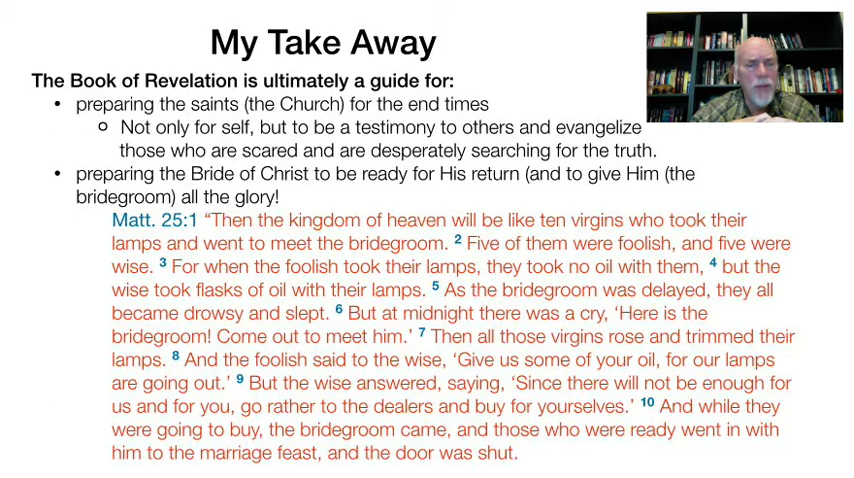 My Take Away
The Book of Revelation is ultimately a guide for:
• preparing the saints (the Church) for the end times
○ Not only for self, but to be a testimony to others and evangelize
those who are scared and are desperately searching for the truth.
• preparing the Bride of Christ to be ready for His return (and to give Him (the
bridegroom) all the glory!
Matt. 25:1 “Then the kingdom of heaven will be like ten virgins who took their
lamps and went to meet the bridegroom. 2 Five of them were foolish, and five were
wise. 3 For when the foolish took their lamps, they took no oil with them, 4 but the
wise took flasks of oil with their lamps. 5 As the bridegroom was delayed, they all
became drowsy and slept. 6 But at midnight there was a cry, ‘Here is the
bridegroom! Come out to meet him.’ 7 Then all those virgins rose and trimmed their
lamps. 8 And the foolish said to the wise, ‘Give us some of your oil, for our lamps
are going out.’ 9 But the wise answered, saying, ‘Since there will not be enough for
us and for you, go rather to the dealers and buy for yourselves.’ 10 And while they
were going to buy, the bridegroom came, and those who were ready went in with
him to the marriage feast, and the door was shut.